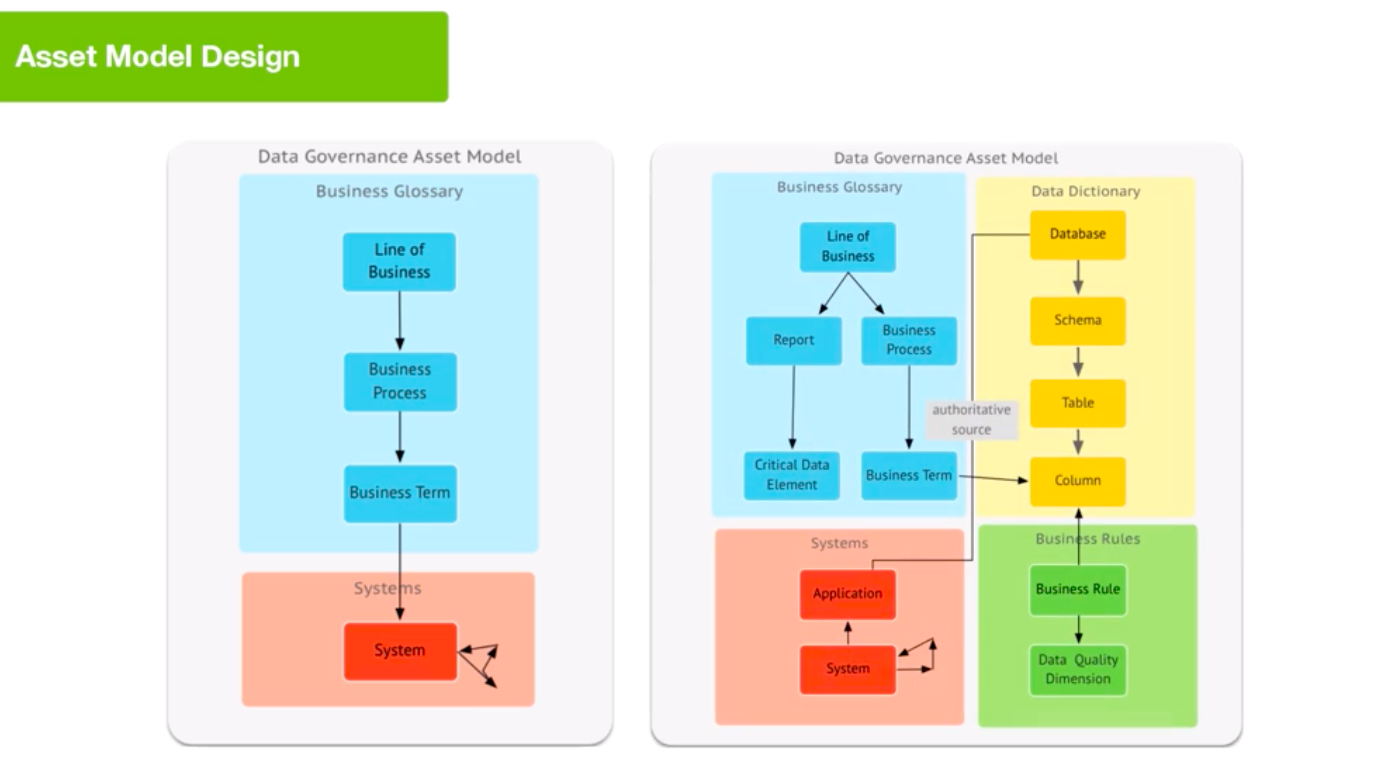 Asset Model Design
Data Governance Asset Model
Business Glossary
Line of
Business
Business
Process
Business Term
Systems
System
Data Governance Asset Model
Business Glossary
Line of
Business
Report
Business
Process
Critical Data
Element
Business Term
authoritative
source
Data Dictionary
Database
Schema
Table
Column
Systems
Application
System
Business Rules
Business Rule
Data Quality
Dimension